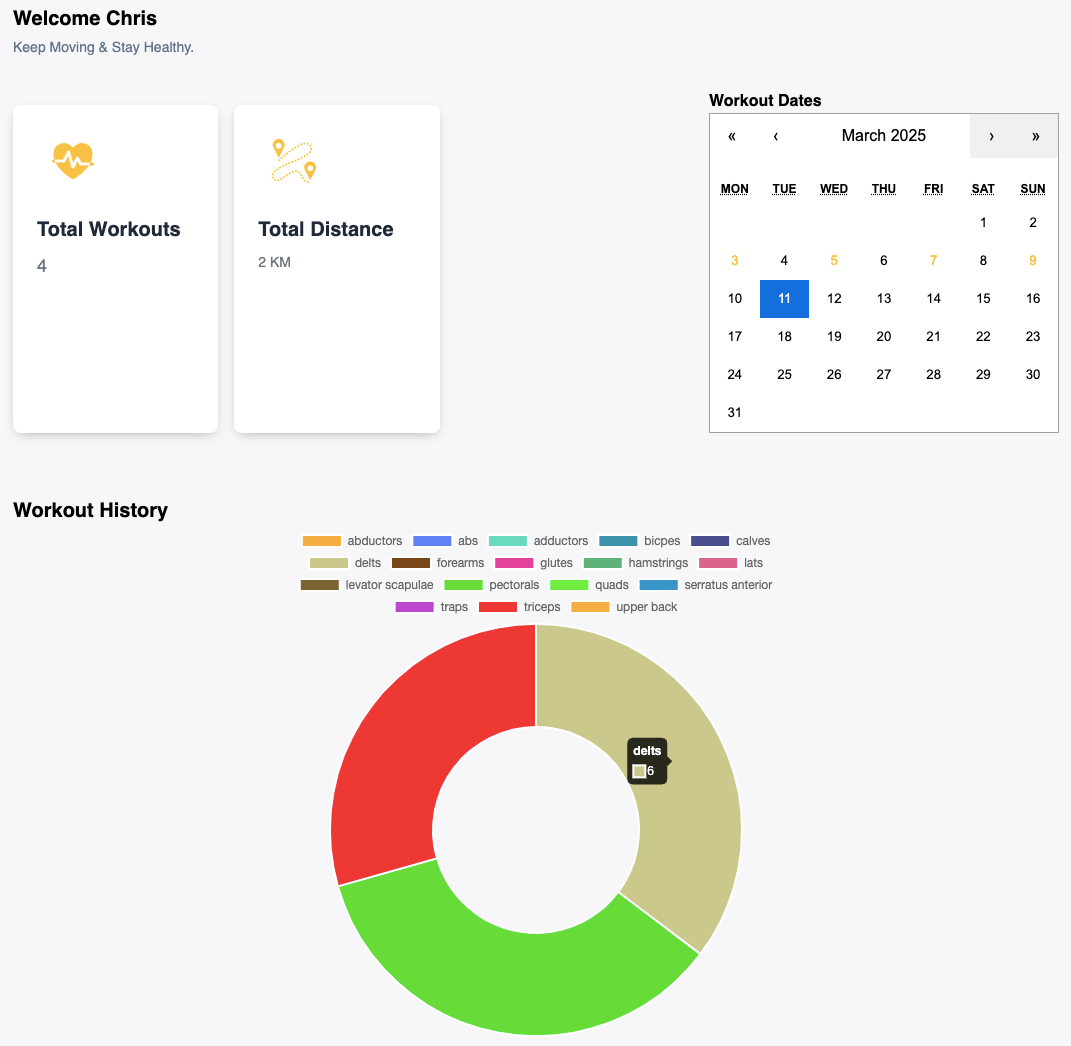 Welcome Chris
Keep Moving & Stay Healthy.
Total Workouts
4
Total Distance
2 KM
Workout Dates
« ‹ March 2025 › »
MON TUE WED THU FRI SAT SUN
1 2
3 4 5 6 7 8 9
10 11 12 13 14 15 16
17 18 19 20 21 22 23
24 25 26 27 28 29 30
31
Workout History
abductors abs adductors bicpes calves
delts forearms glutes hamstrings lats
levator scapulae pectorals quads serratus anterior
traps triceps upper back
delts
6